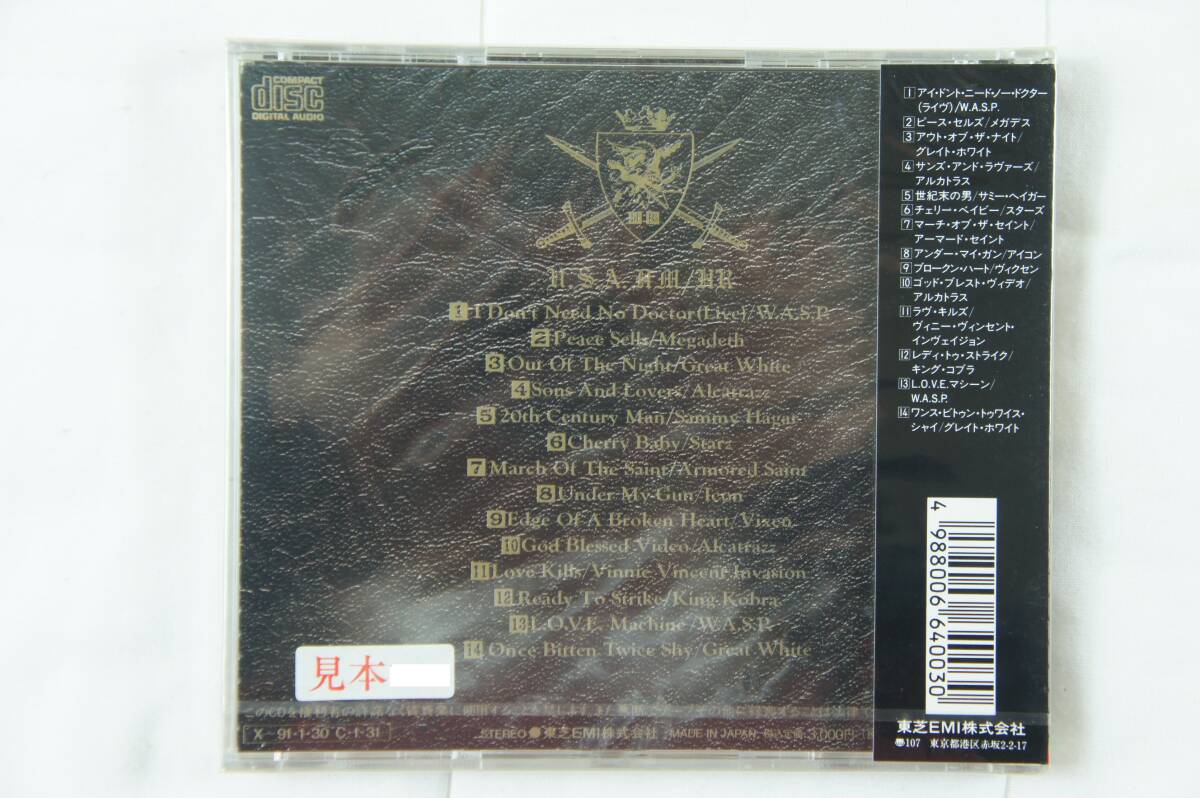 COMPACT
disc
DIGITAL AUDIO
U.S.A. HM/HR
1 I Don't Need No Doctor(Live)/W.A.S.P.
2 Peace Sells/Megadeth
3 Out Of The Night/Great White
4 Sons And Lovers/Alcatrazz
5 20th Century Man/Sammy Hagar
6 Cherry Baby/Starz
7 March Of The Saint/Armored Saint
8 Under My Gun/Icon
9 Edge Of A Broken Heart/Vixen
10 God Blessed Video/Alcatrazz
11 Love Kills/Vinnie Vincent Invasion
12 Ready To Strike/King Kobra
13 L.O.V.E. Machine/W.A.S.P.
14 Once Bitten Twice Shy/Great White
見本
X-91・1・30 C・1・31
STEREO 東芝EMI株式会社 MADE IN JAPAN. 税込定価3,000円
1 アイ・ドント・ニード・ノー・ドクター
(ライヴ)/W.A.S.P.
2 ピース・セルズ/メガデス
3 アウト・オブ・ザ・ナイト/
グレイト・ホワイト
4 サンズ・アンド・ラヴァーズ/
アルカトラス
5 世紀末の男/サミー・ヘイガー
6 チェリー・ベイビー/スターズ
7 マーチ・オブ・ザ・セイント/
アーマード・セイント
8 アンダー・マイ・ガン/アイコン
9 ブロークン・ハート/ヴィクセン
10 ゴッド・ブレスト・ヴィデオ/
アルカトラス
11 ラヴ・キルズ/
ヴィニー・ヴィンセント・
インヴェイジョン
12 レディ・トゥ・ストライク/
キング・コブラ
13 L.O.V.E.マシーン/
W.A.S.P.
14 ワンス・ビトゥン・トゥワイス・
シャイ/グレイト・ホワイト
4 988006 640030
東芝EMI株式会社
〠107 東京都港区赤坂2-2-17